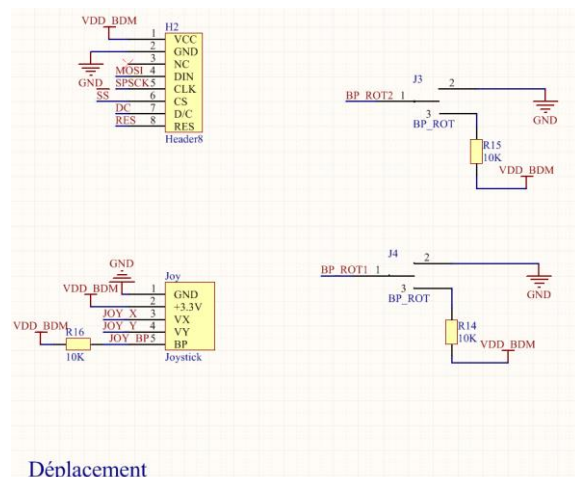 VDD_BDM
H2
1 VCC
2 GND
3 NC
MOSI 4 DIN
GND SPSCK 5 CLK
SS 6 CS
DC 7 D/C
RES 8 RES
Header8
J3
2
BP_ROT2 1
GND
3
BP_ROT
R15
10K
VDD_BDM
GND
Joy
VDD_BDM
1 GND
2 +3.3V
JOY_X 3 VX
JOY_Y 4 VY
VDD_BDM R16 JOY_BP 5 BP
10K
Joystick
J4
2
BP_ROT1 1
GND
3
BP_ROT
R14
10K
VDD_BDM
Déplacement